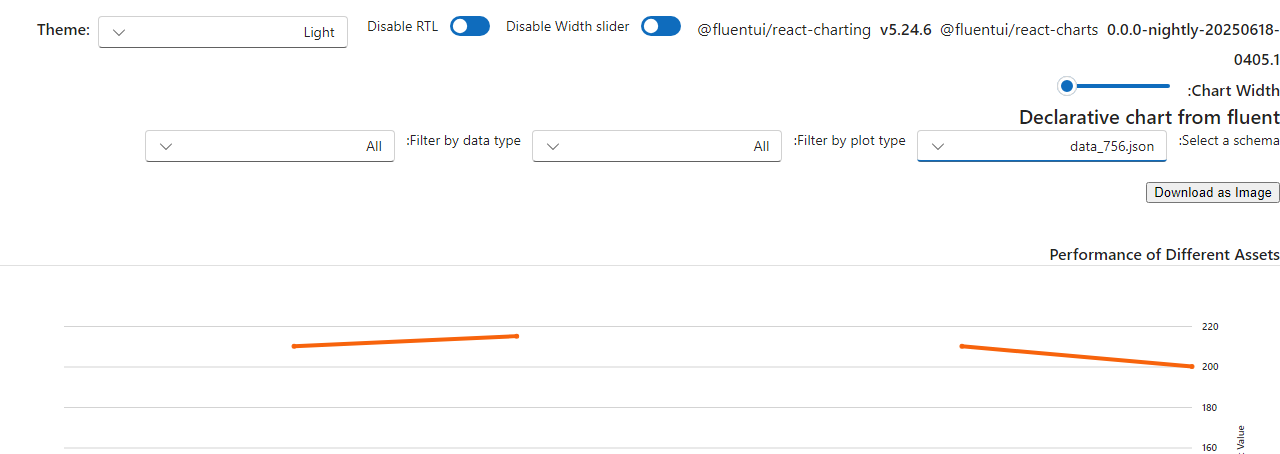 Theme: Light Disable RTL Disable Width slider @fluentui/react-charting v5.24.6 @fluentui/react-charts 0.0.0-nightly-20250618-
0405.1
:Chart Width
Declarative chart from fluent
:Select a schema data_756.json :Filter by plot type All :Filter by data type All
Download as Image
Performance of Different Assets
220
200
180
160
Value